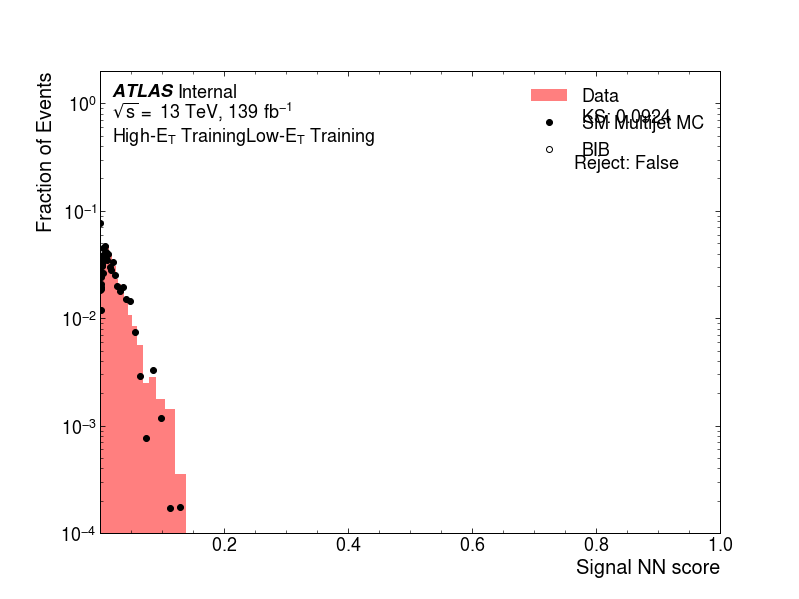 ATLAS Internal
√s = 13 TeV, 139 fb⁻¹
High-E_T TrainingLow-E_T Training
Data
KS: 0.0924
SM Multijet MC
BIB
Reject: False
Fraction of Events
10⁰
10⁻¹
10⁻²
10⁻³
10⁻⁴
0.2 0.4 0.6 0.8 1.0
Signal NN score